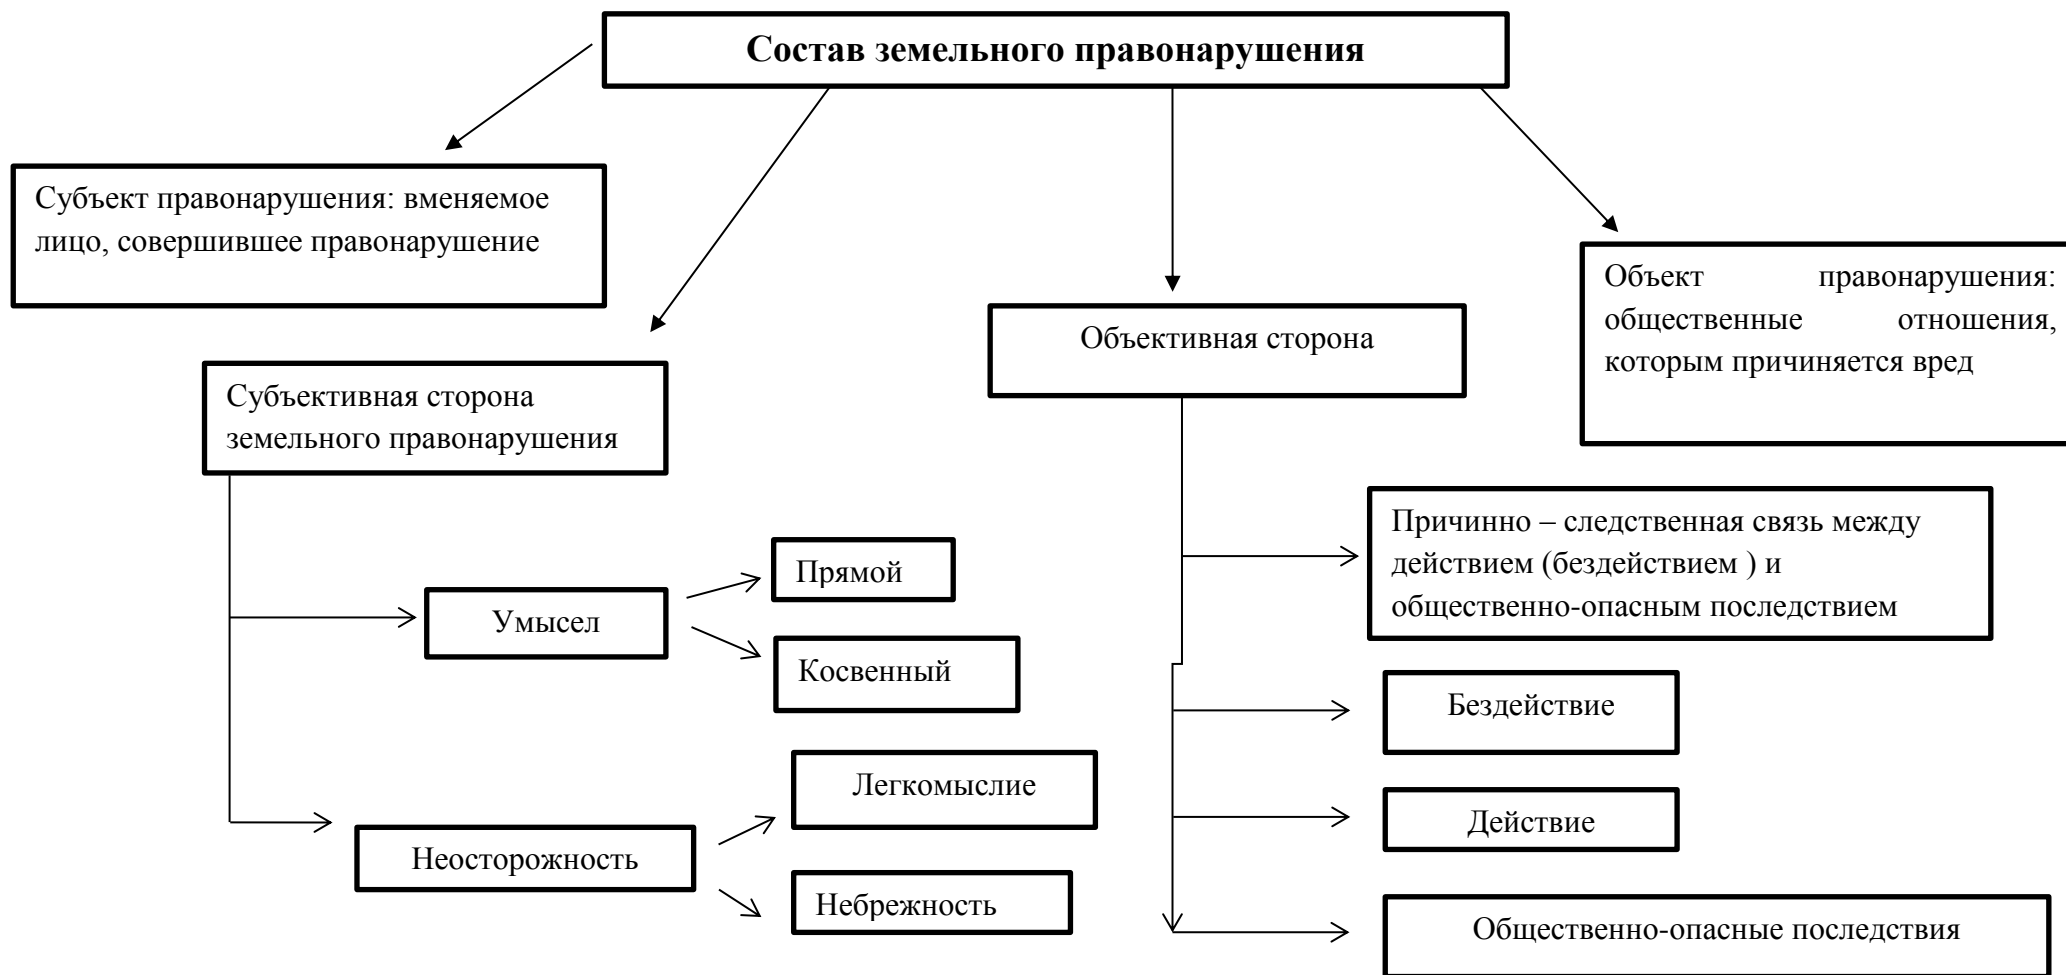 Состав земельного правонарушения
Субъект правонарушения: вменяемое
лицо, совершившее правонарушение
Объект правонарушения:
общественные отношения,
которым причиняется вред
Объективная сторона
Субъективная сторона
земельного правонарушения
Причинно – следственная связь между
действием (бездействием ) и
общественно-опасным последствием
Прямой
Умысел
Косвенный
Бездействие
Легкомыслие
Действие
Неосторожность
Небрежность
Общественно-опасные последствия